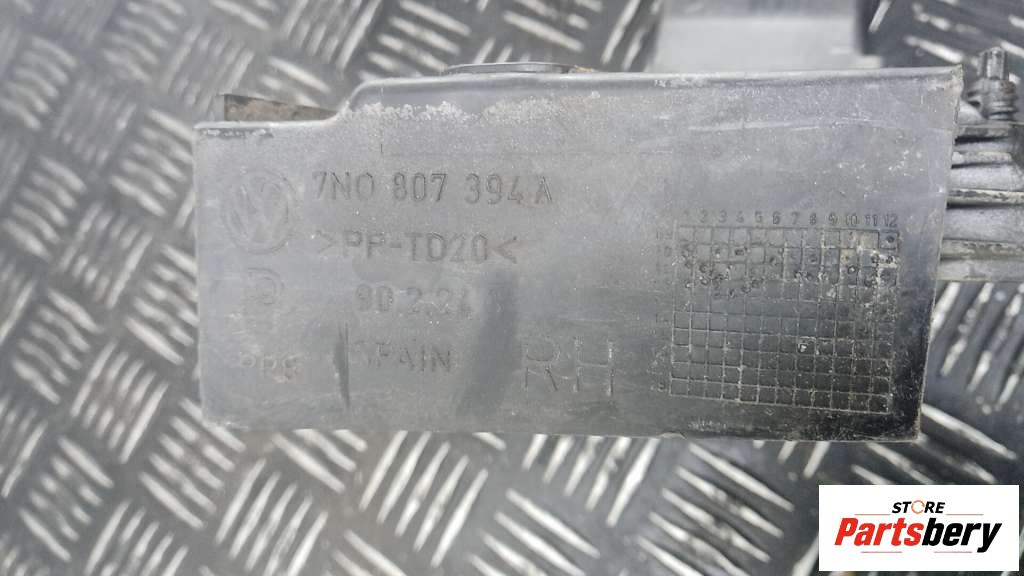 7N0 807 394 A
1 2 3 4 5 6 7 8 9 10 11 12
>PP-TD20<
SPAIN
RH
STORE
Partsbery